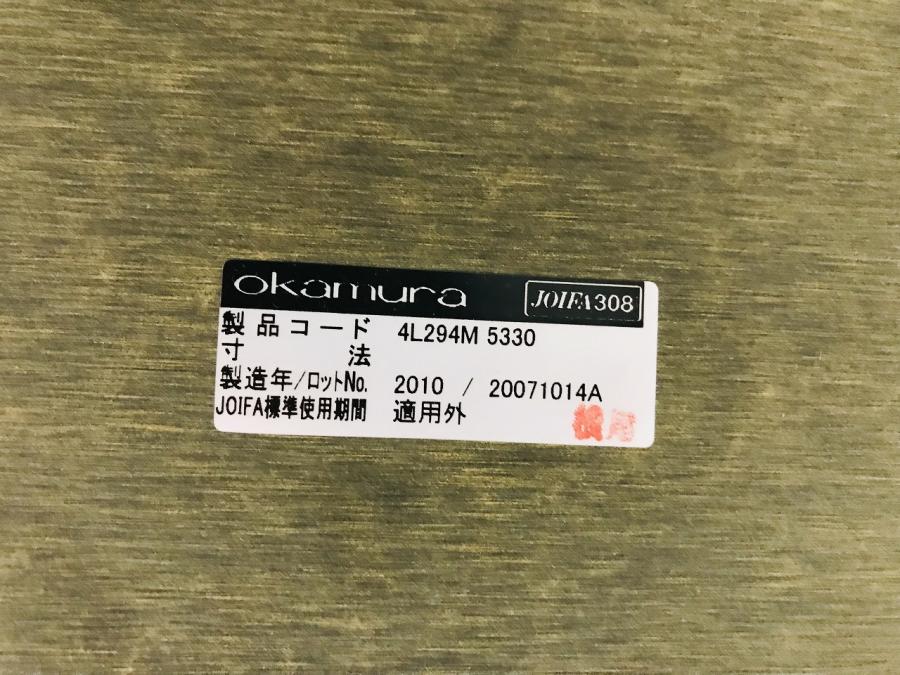 okamura JOIFA308
製品コード 4L294M 5330
寸法
製造年/ロットNo. 2010 / 20071014A
JOIFA標準使用期間 適用外